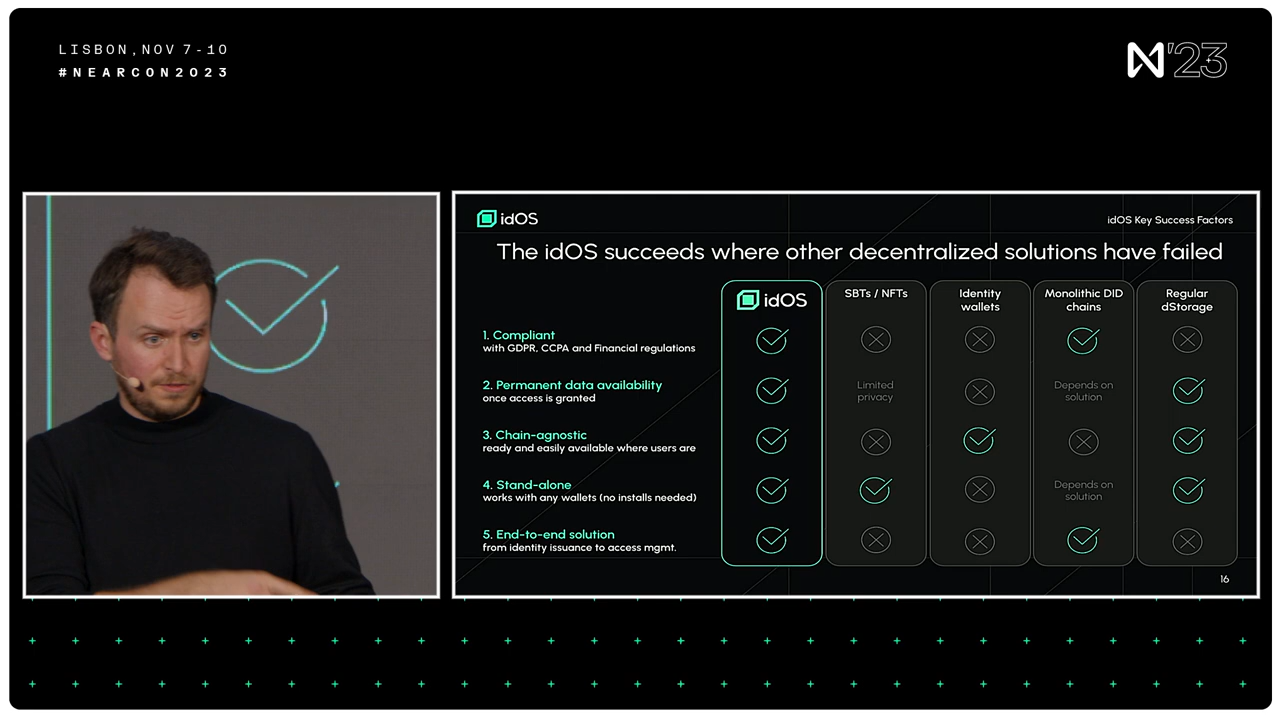 LISBON, NOV 7-10
#NEARCON2023
N'23
idOS
idOS Key Success Factors
The idOS succeeds where other decentralized solutions have failed
idOS
SBTs / NFTs
Identity
wallets
Monolithic DID
chains
Regular
dStorage
1. Compliant
with GDPR, CCPA and Financial regulations
2. Permanent data availability
once access is granted
Limited
privacy
Depends on
solution
3. Chain-agnostic
ready and easily available where users are
4. Stand-alone
works with any wallets (no installs needed)
Depends on
solution
5. End-to-end solution
from identity issuance to access mgmt.
16